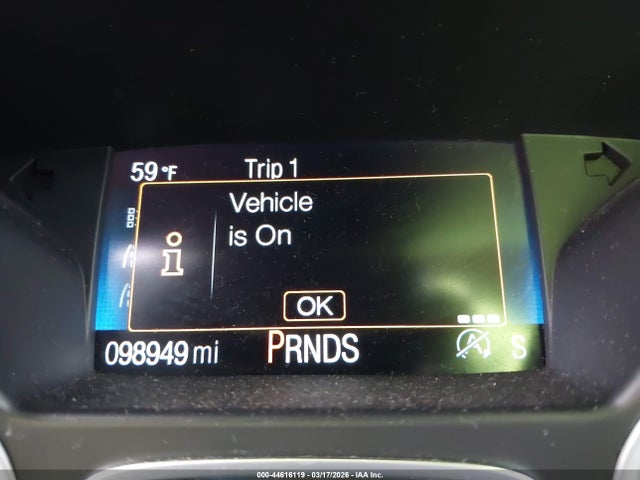 59 °F Trip 1
Vehicle
is On
OK
098949 mi PRNDS A S
000-44616119 - 03/17/2026 - IAA Inc.